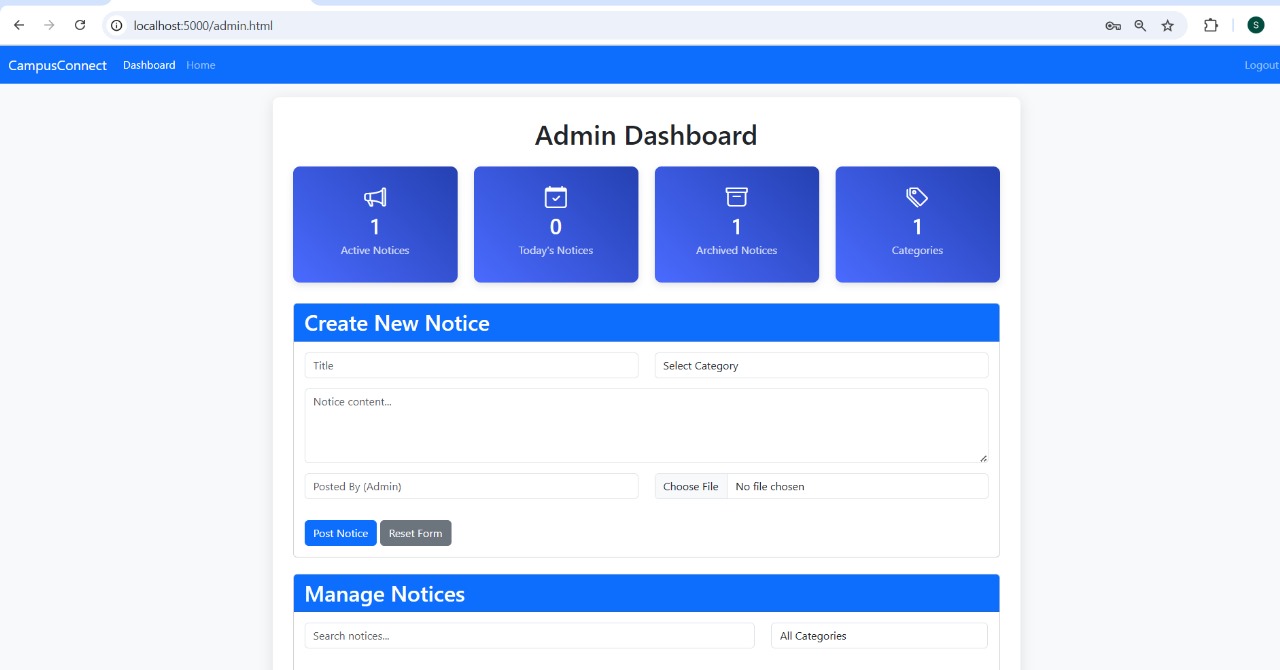 localhost:5000/admin.html
S
CampusConnect Dashboard Home Logout
Admin Dashboard
1 0 1 1
Active Notices Today's Notices Archived Notices Categories
Create New Notice
Title Select Category
Notice content...
Posted By (Admin) Choose File No file chosen
Post Notice Reset Form
Manage Notices
Search notices... All Categories